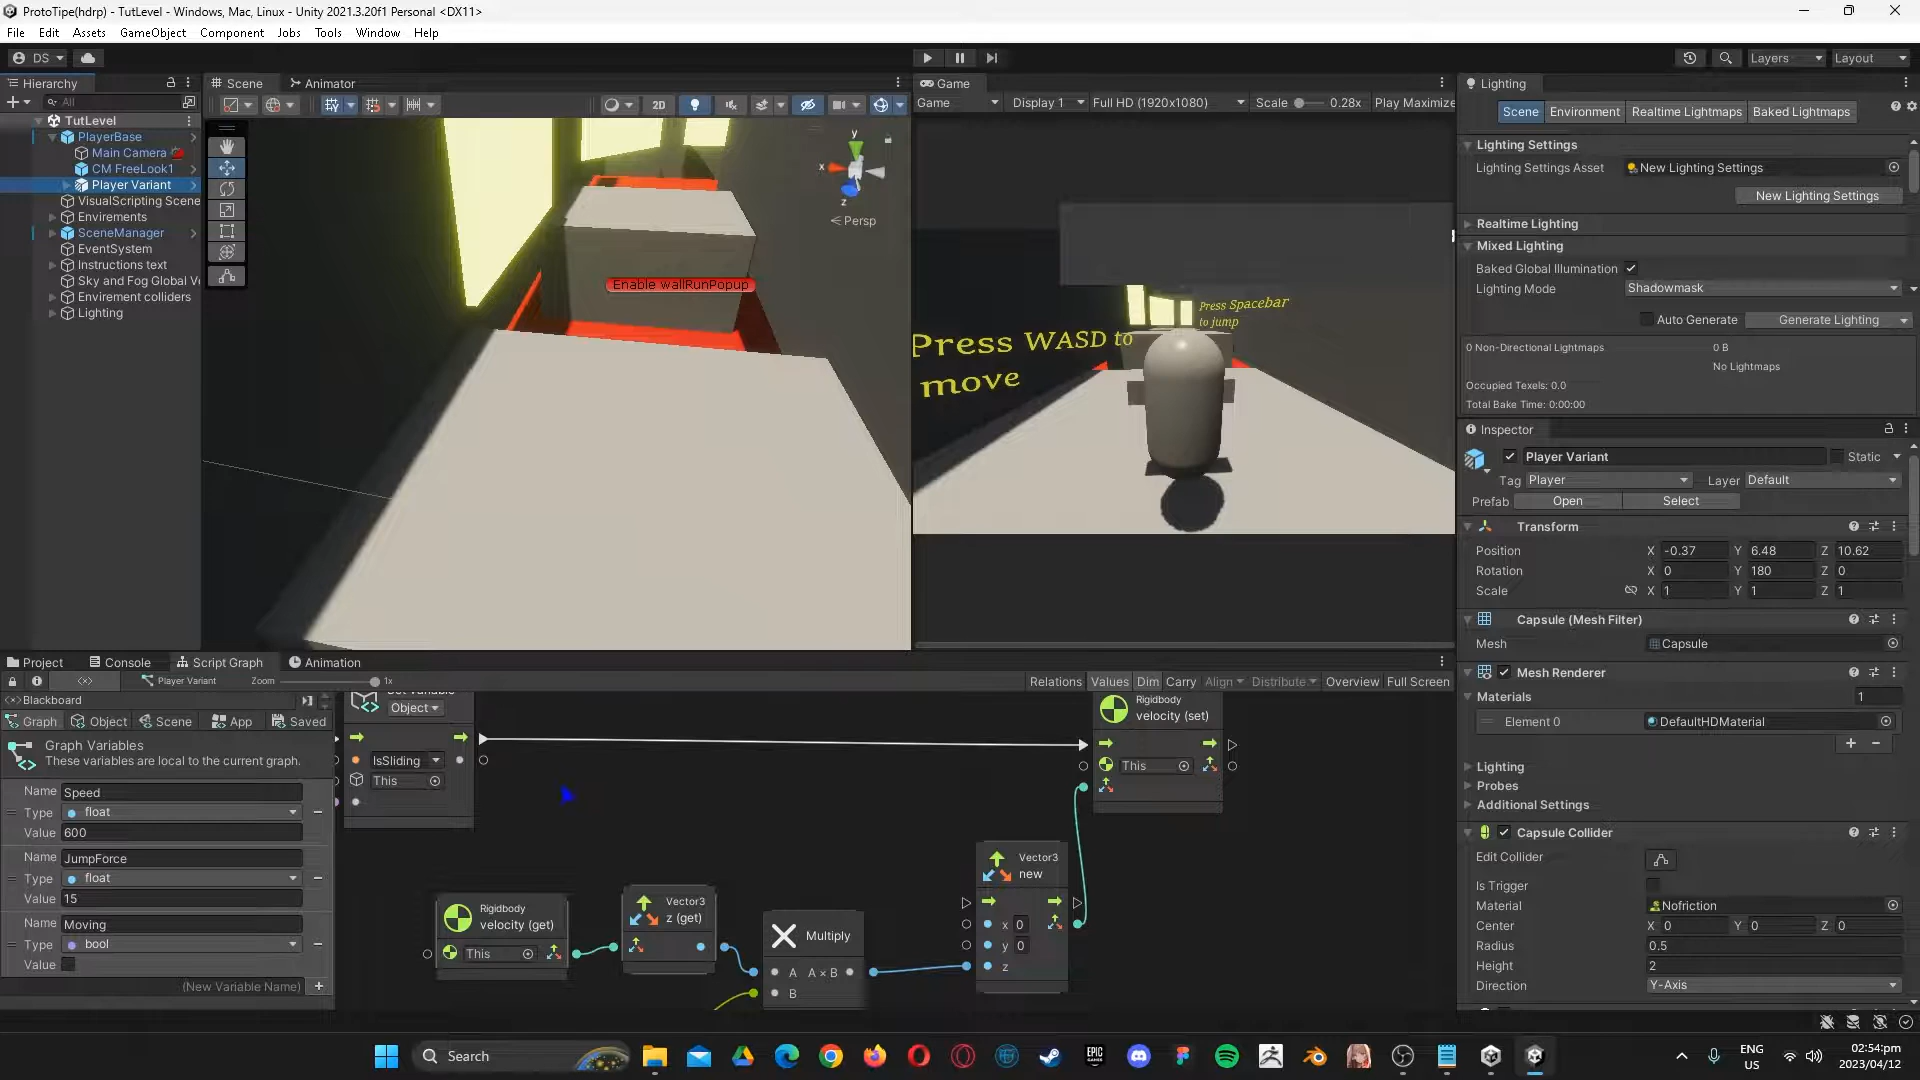 ProtoTipe(hdrp) - TutLevel - Windows, Mac, Linux - Unity 2021.3.20f1 Personal <DX11>
File Edit Assets GameObject Component Jobs Tools Window Help
DS
Layers Layout
Hierarchy
All
TutLevel
PlayerBase
Main Camera
CM FreeLook1
Player Variant
VisualScripting Scene
Envirements
SceneManager
EventSystem
Instructions text
Sky and Fog Global V
Envirement colliders
Lighting
Scene Animator
2D
y
x
z
Persp
Enable wallRunPopup
Game
Game Display 1 Full HD (1920x1080) Scale 0.28x Play Maximize
Press Spacebar
to jump
Press WASD to
move
Lighting
Scene Environment Realtime Lightmaps Baked Lightmaps
Lighting Settings
Lighting Settings Asset New Lighting Settings
New Lighting Settings
Realtime Lighting
Mixed Lighting
Baked Global Illumination
Lighting Mode Shadowmask
Auto Generate Generate Lighting
0 Non-Directional Lightmaps 0 B
No Lightmaps
Occupied Texels: 0.0
Total Bake Time: 0:00:00
Inspector
Player Variant Static
Tag Player Layer Default
Prefab Open Select
Transform
Position X -0.37 Y 6.48 Z 10.62
Rotation X 0 Y 180 Z 0
Scale X 1 Y 1 Z 1
Capsule (Mesh Filter)
Mesh Capsule
Mesh Renderer
Materials 1
Element 0 DefaultHDMaterial
Lighting
Probes
Additional Settings
Capsule Collider
Edit Collider
Is Trigger
Material Nofriction
Center X 0 Y 0 Z 0
Radius 0.5
Height 2
Direction Y-Axis
Project Console Script Graph Animation
Player Variant Zoom 1x Relations Values Dim Carry Align Distribute Overview Full Screen
Blackboard
Graph Object Scene App Saved
Graph Variables
These variables are local to the current graph.
Name Speed
Type float
Value 600
Name JumpForce
Type float
Value 15
Name Moving
Type bool
Value
(New Variable Name)
Object
IsSliding
This
Rigidbody
velocity (set)
This
Rigidbody
velocity (get)
This
Vector3
z (get)
Multiply
A A × B
B
Vector3
new
x 0
y 0
z
Search
EPIC GAMES
ENG
US
02:54pm
2023/04/12